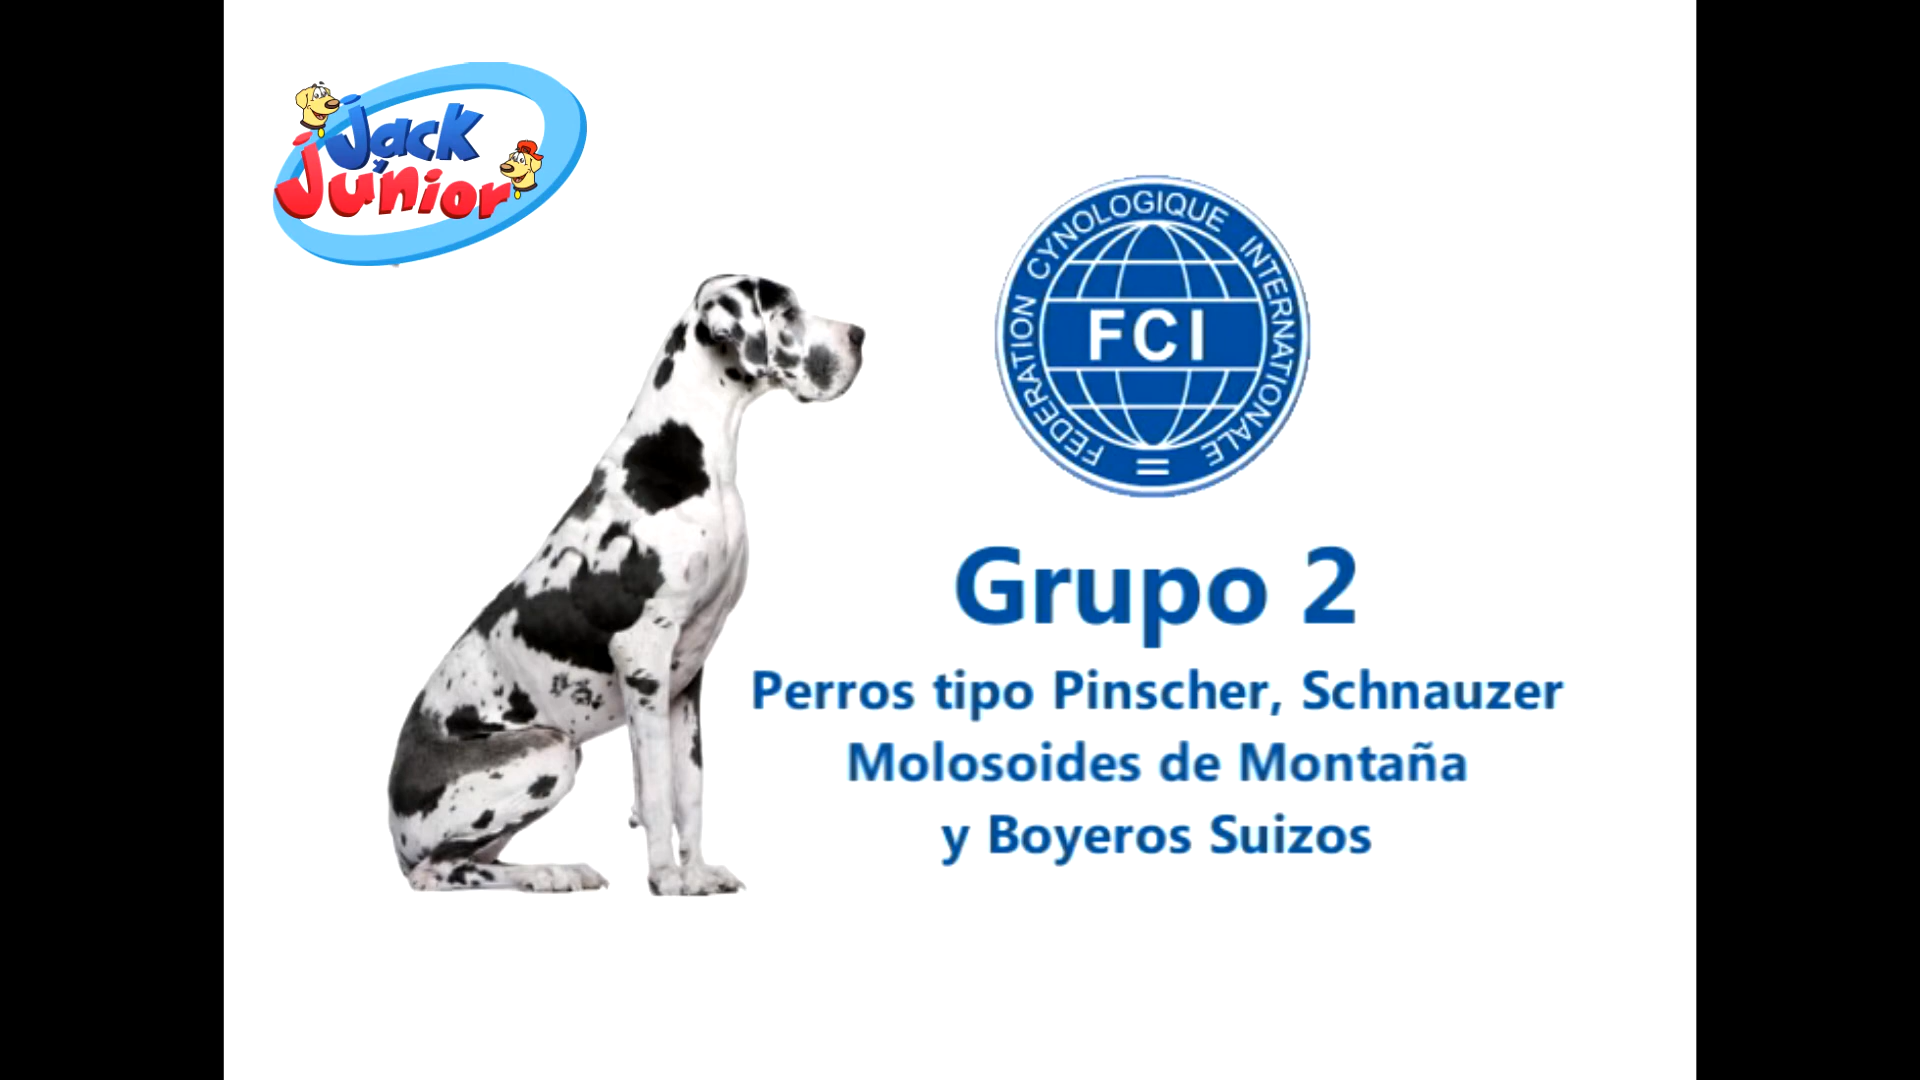 Jack
y
Junior
FEDERATION CYNOLOGIQUE INTERNATIONALE
FCI
Grupo 2
Perros tipo Pinscher, Schnauzer
Molosoides de Montaña
y Boyeros Suizos